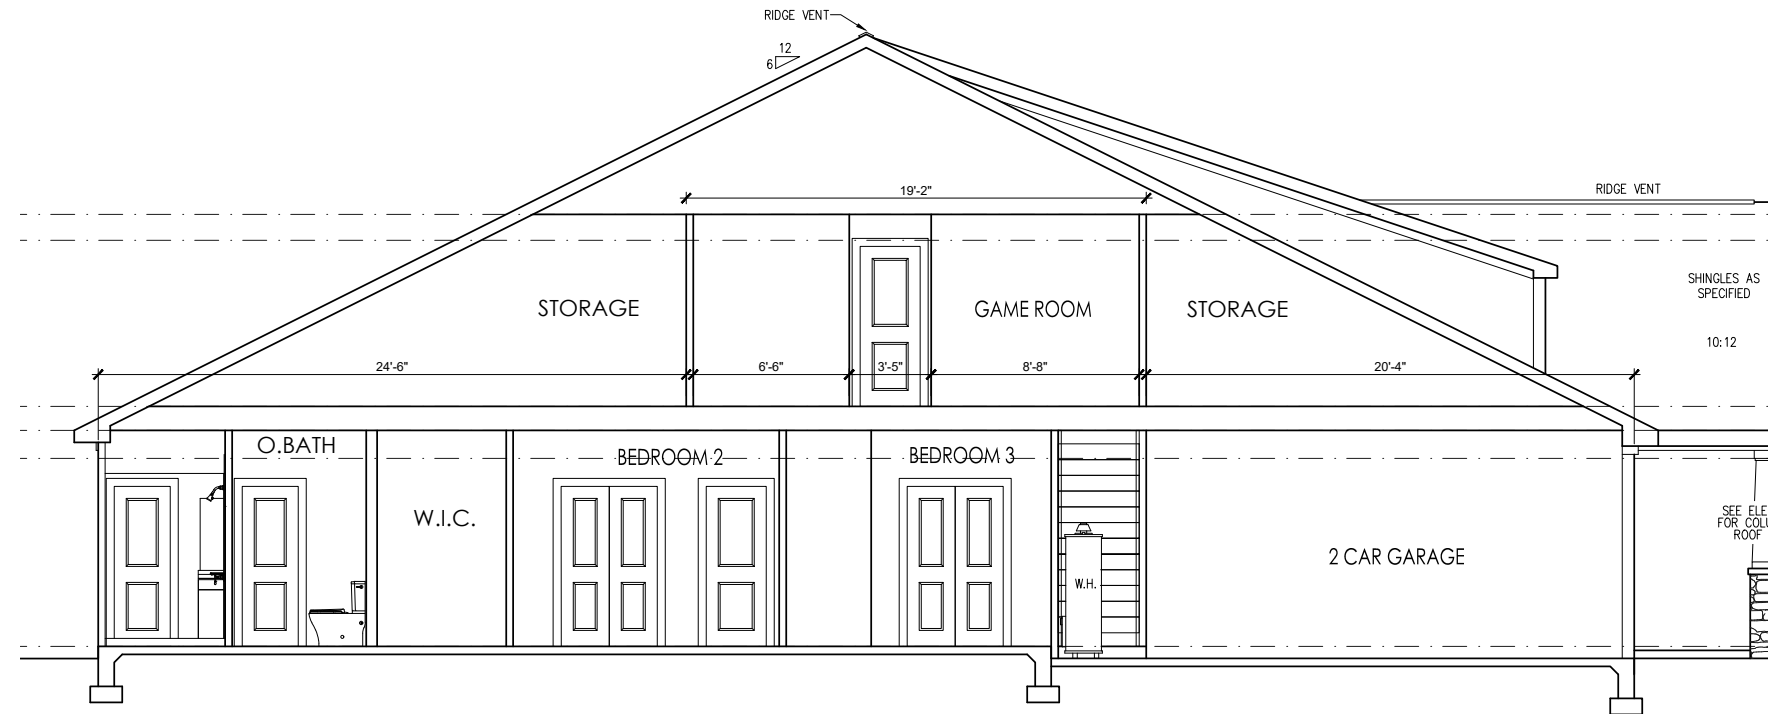 RIDGE VENT
12
6
19'-2"
RIDGE VENT
SHINGLES AS
SPECIFIED
10:12
STORAGE
GAME ROOM
STORAGE
24'-6"
6'-6"
3'-5"
8'-8"
20'-4"
O.BATH
BEDROOM 2
BEDROOM 3
W.I.C.
2 CAR GARAGE
W.H.
SEE ELE
FOR COLU
ROOF